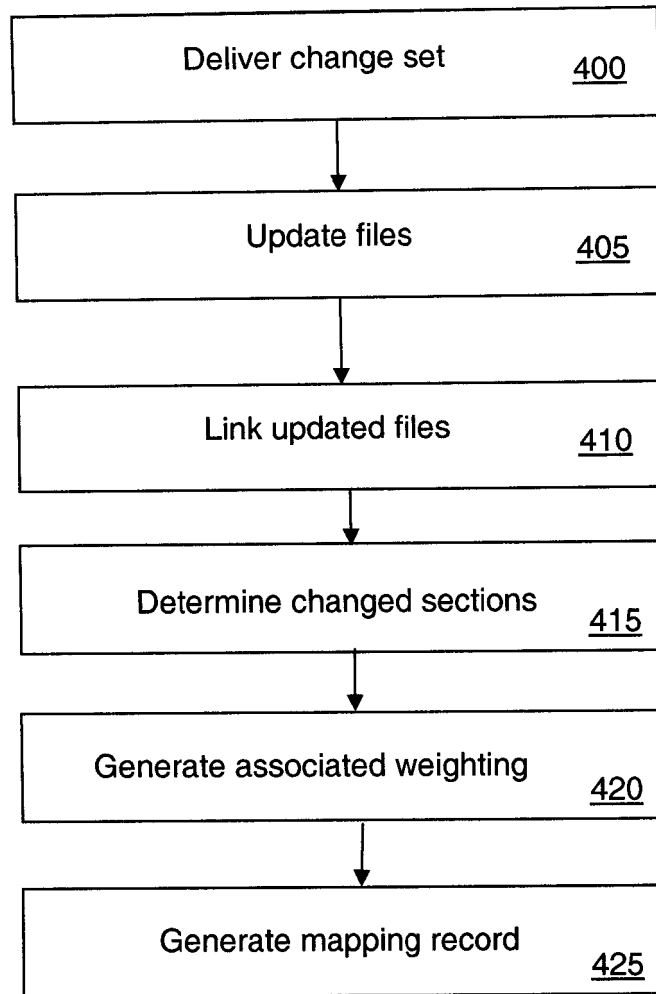 Deliver change set
400
Update files
405
Link updated files
410
Determine changed sections
415
Generate associated weighting
420
Generate mapping record
425